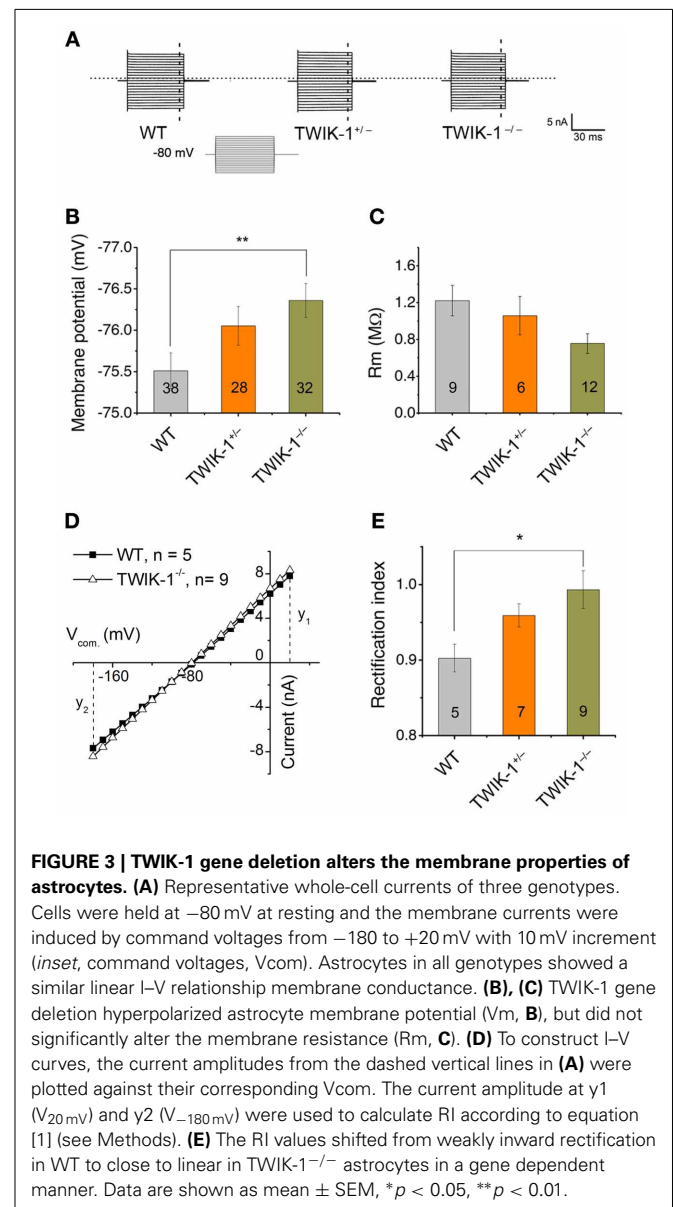 A
WT
TWIK-1+/−
TWIK-1−/−
5 nA
30 ms
-80 mV
B
Membrane potential (mV)
-77.0
-76.5
-76.0
-75.5
-75.0
**
38
28
32
WT
TWIK-1+/−
TWIK-1−/−
C
Rm (MΩ)
1.6
1.2
0.8
0.4
0.0
9
6
12
WT
TWIK-1+/−
TWIK-1−/−
D
WT, n = 5
TWIK-1-/-, n= 9
Vcom. (mV)
-160
-80
8
4
0
-4
-8
y1
y2
Current (nA)
E
Rectification index
1.0
0.9
0.8
*
5
7
9
WT
TWIK-1+/−
TWIK-1−/−
FIGURE 3 | TWIK-1 gene deletion alters the membrane properties of
astrocytes. (A) Representative whole-cell currents of three genotypes.
Cells were held at −80 mV at resting and the membrane currents were
induced by command voltages from −180 to +20 mV with 10 mV increment
(inset, command voltages, Vcom). Astrocytes in all genotypes showed a
similar linear I–V relationship membrane conductance. (B), (C) TWIK-1 gene
deletion hyperpolarized astrocyte membrane potential (Vm, B), but did not
significantly alter the membrane resistance (Rm, C). (D) To construct I–V
curves, the current amplitudes from the dashed vertical lines in (A) were
plotted against their corresponding Vcom. The current amplitude at y1
(V20 mV) and y2 (V−180 mV) were used to calculate RI according to equation
[1] (see Methods). (E) The RI values shifted from weakly inward rectification
in WT to close to linear in TWIK-1−/− astrocytes in a gene dependent
manner. Data are shown as mean ± SEM, *p < 0.05, **p < 0.01.